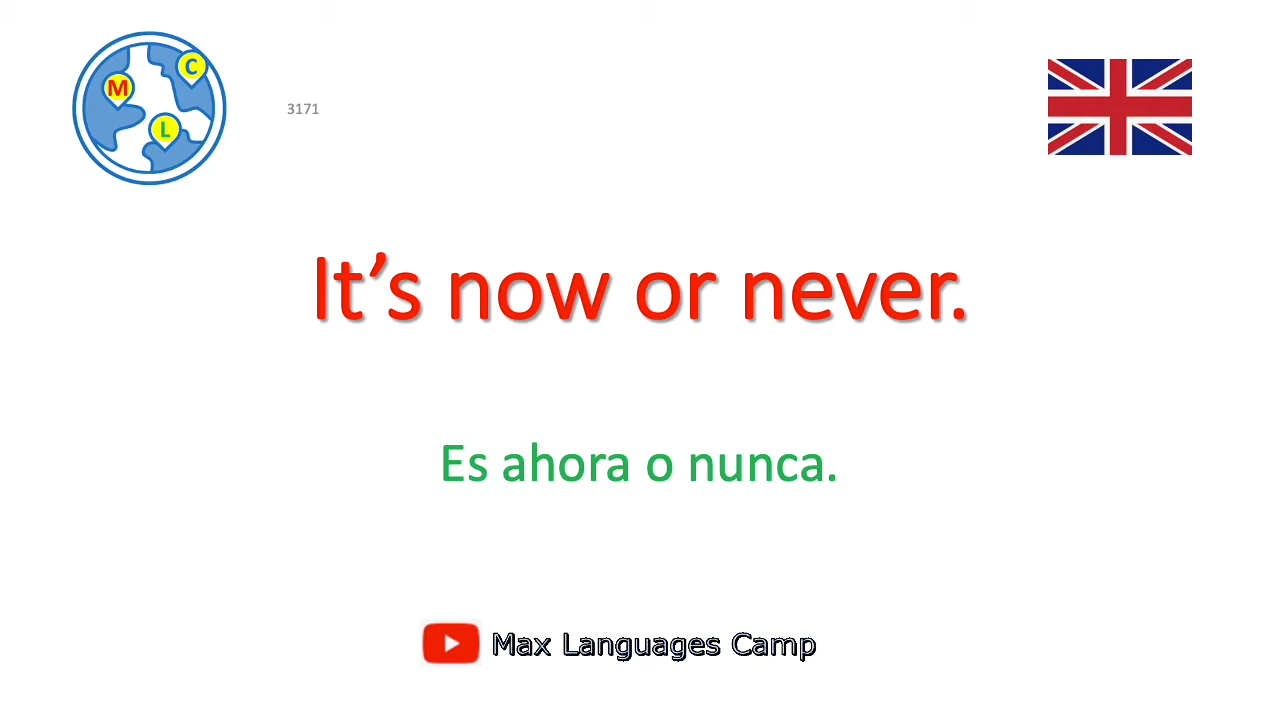 M
C
L
3171
It’s now or never.
Es ahora o nunca.
Max Languages Camp